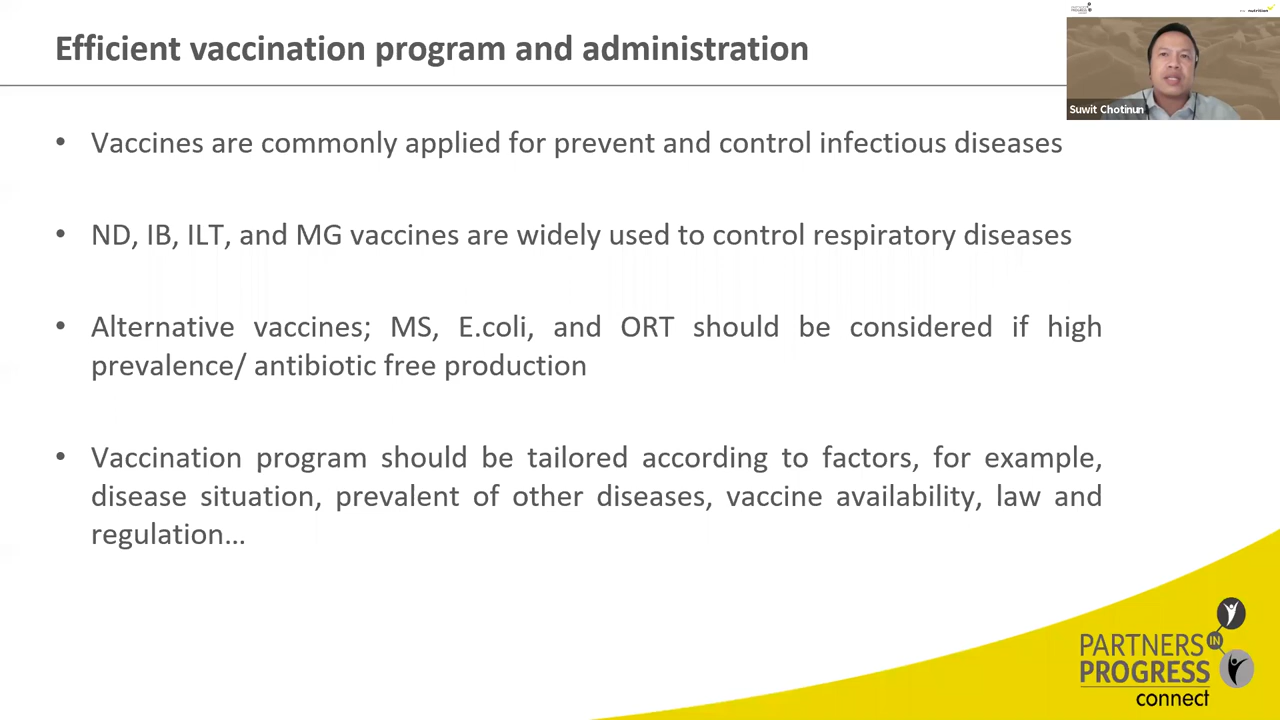 Efficient vaccination program and administration
Suwit Chotinun
• Vaccines are commonly applied for prevent and control infectious diseases
• ND, IB, ILT, and MG vaccines are widely used to control respiratory diseases
• Alternative vaccines; MS, E.coli, and ORT should be considered if high
prevalence/ antibiotic free production
• Vaccination program should be tailored according to factors, for example,
disease situation, prevalent of other diseases, vaccine availability, law and
regulation…
PARTNERS
IN
PROGRESS
connect